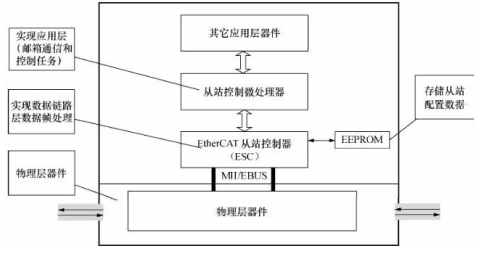 实现应用层
（邮箱通信和
控制任务）
其它应用层器件
从站控制微处理器
存储从站
配置数据
实现数据链路
层数据帧处理
EtherCAT 从站控制器
（ESC）
EEPROM
MII/EBUS
物理层器件
物理层器件